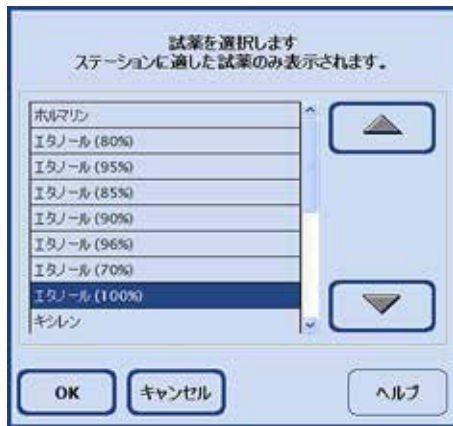 試薬を選択します
ステーションに適した試薬のみ表示されます。
ホルマリン
エタノール (80%)
エタノール (95%)
エタノール (85%)
エタノール (90%)
エタノール (96%)
エタノール (70%)
エタノール (100%)
キシレン
OK キャンセル ヘルプ